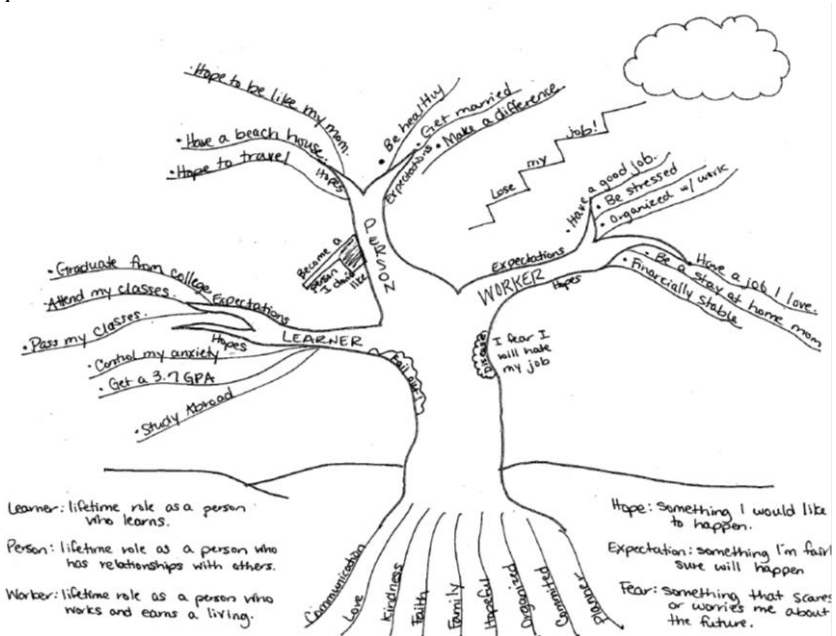 • Hope to be like my mom.
• Have a beach house.
• Hope to travel
Hopes
• Be healthy
• Get married
• Make a difference.
Expectations
PERSON
Become a
person
I don't
like
Lose my job!
• Have a good job.
• Be stressed
• Organized w/ work
Expectations
WORKER
Hopes
• Have a job I love.
• Be a stay at home mom
• Financially stable
I fear I
will hate
my job
Disease
• Graduate from college
Attend my classes.
• Pass my classes.
Expectations
LEARNER
Hopes
• Control my anxiety
• Get a 3.7 GPA
• Study Abroad
Fail out!
Learner: lifetime role as a person
who learns.
Person: lifetime role as a person who
has relationships with others.
Worker: lifetime role as a person who
works and earns a living.
Communication
Love
Kindness
Faith
Family
Hopeful
Organized
Committed
Planner
Hope: Something I would like
to happen.
Expectation: something I'm fairl
sure will happen
Fear: something that scares
or worries me about
the future.